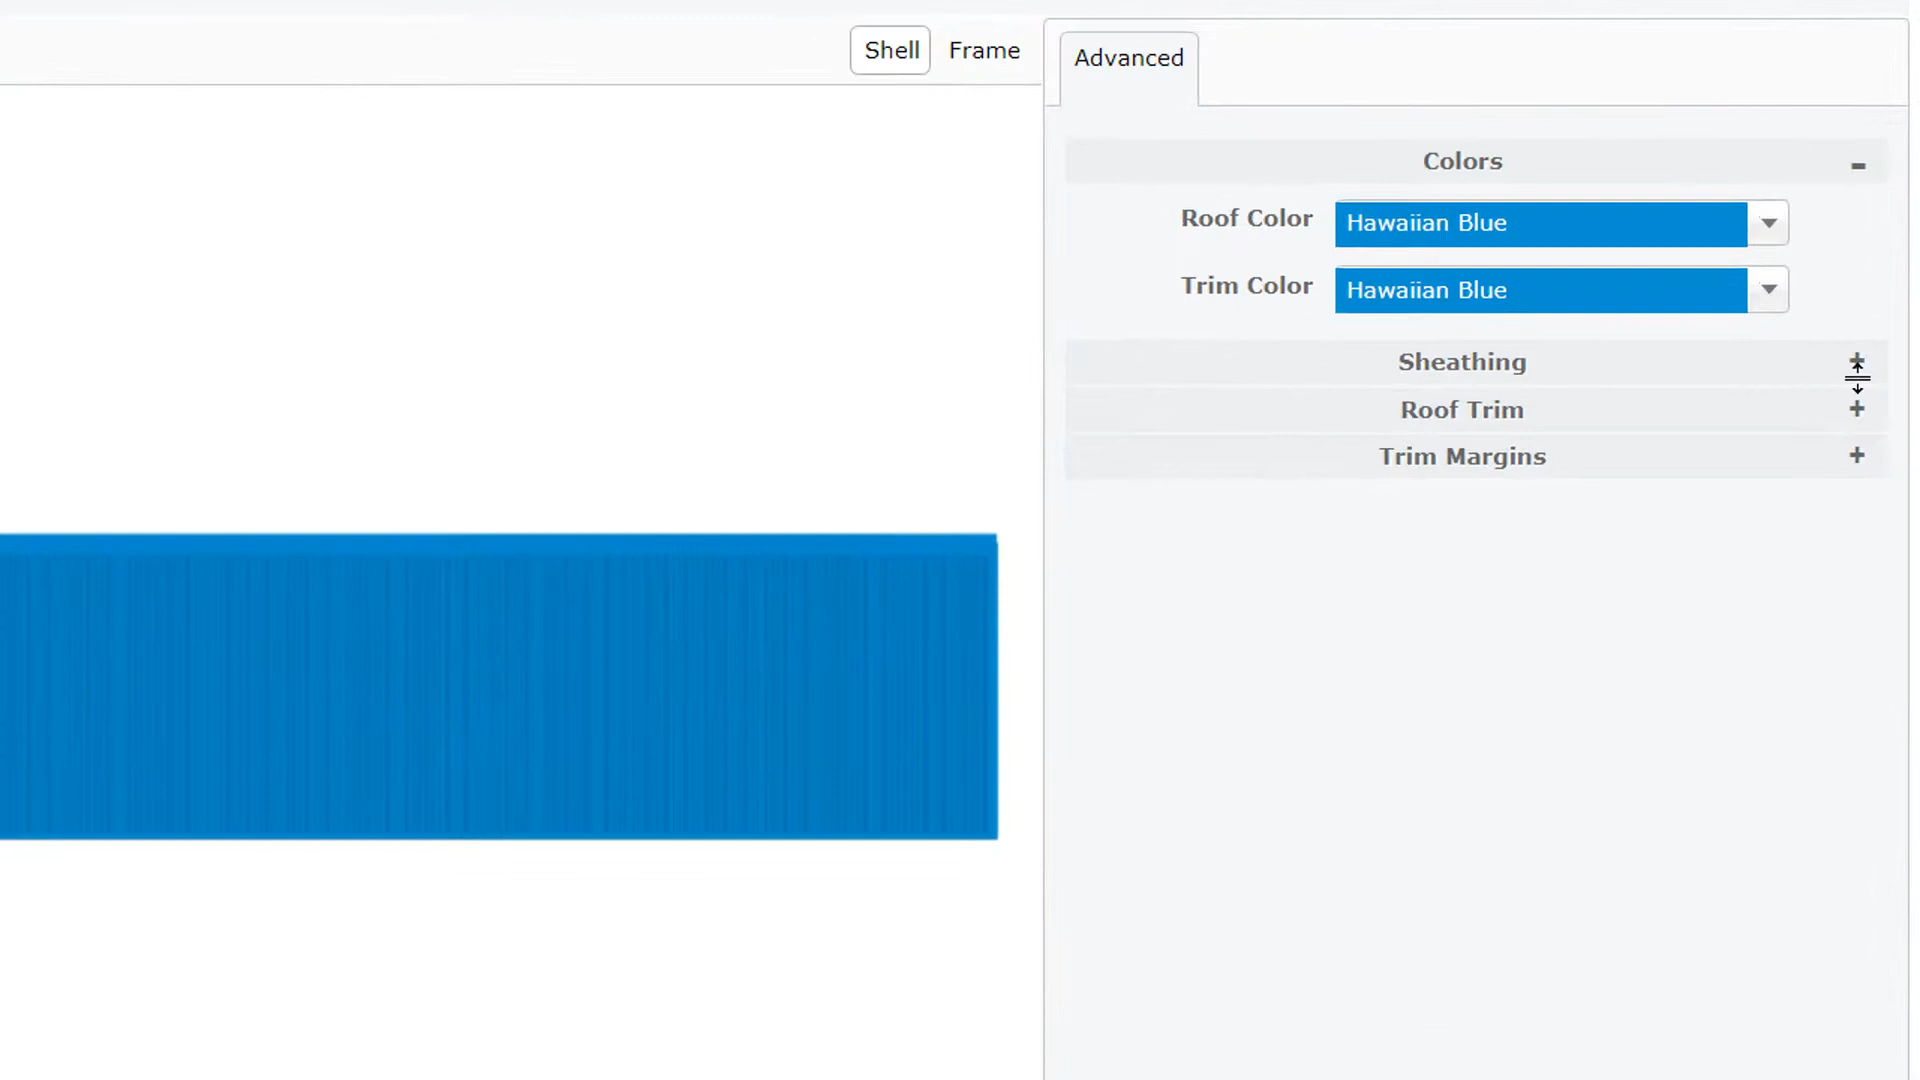 Shell Frame
Advanced
Colors
Roof Color Hawaiian Blue
Trim Color Hawaiian Blue
Sheathing
Roof Trim
Trim Margins